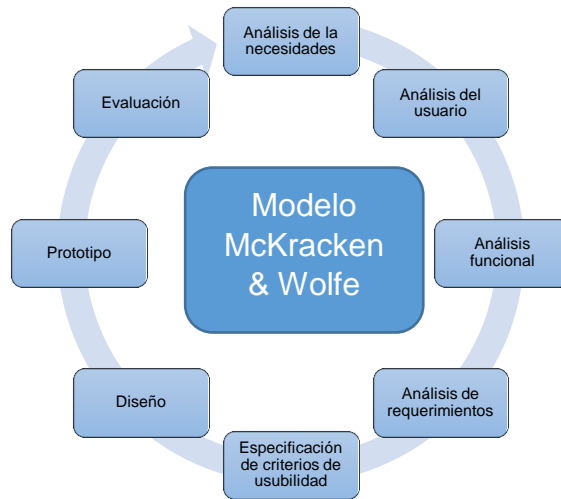 Análisis de la
necesidades
Análisis del
usuario
Análisis
funcional
Análisis de
requerimientos
Especificación
de criterios de
usubilidad
Diseño
Prototipo
Evaluación
Modelo
McKracken
& Wolfe